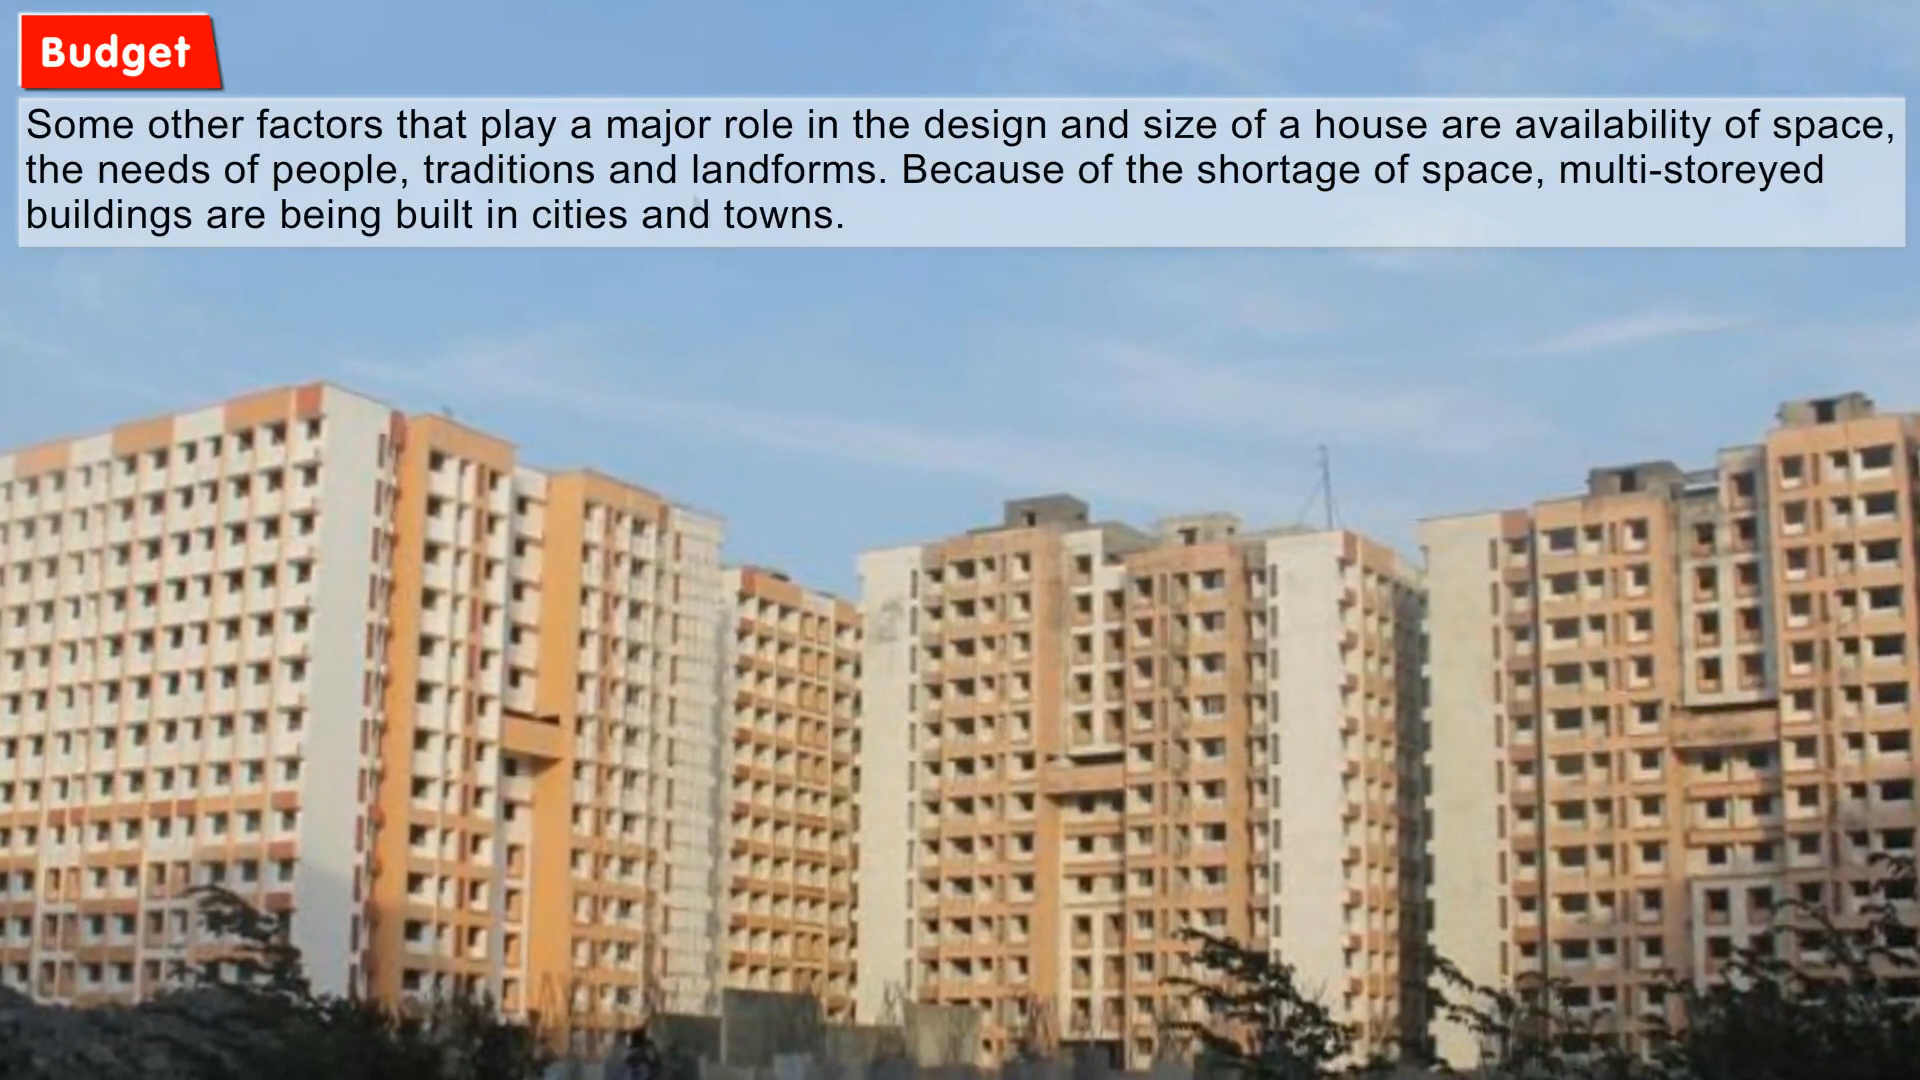 Budget
Some other factors that play a major role in the design and size of a house are availability of space,
the needs of people, traditions and landforms. Because of the shortage of space, multi-storeyed
buildings are being built in cities and towns.